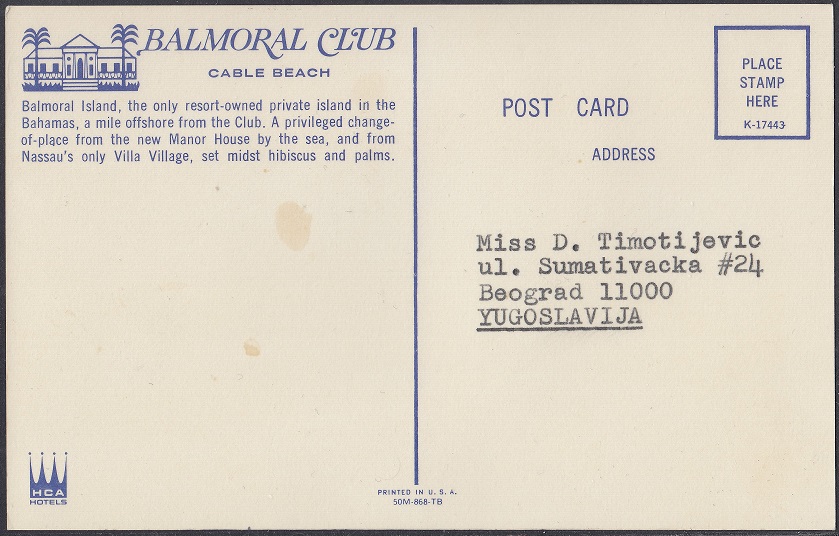 BALMORAL CLUB
CABLE BEACH
Balmoral Island, the only resort-owned private island in the
Bahamas, a mile offshore from the Club. A privileged change-
of-place from the new Manor House by the sea, and from
Nassau's only Villa Village, set midst hibiscus and palms.
HCA
HOTELS
PRINTED IN U. S. A.
50M-868-TB
POST CARD
ADDRESS
PLACE
STAMP
HERE
K-17443
Miss D. Timotijevic
ul. Sumativacka #24
Beograd 11000
YUGOSLAVIJA